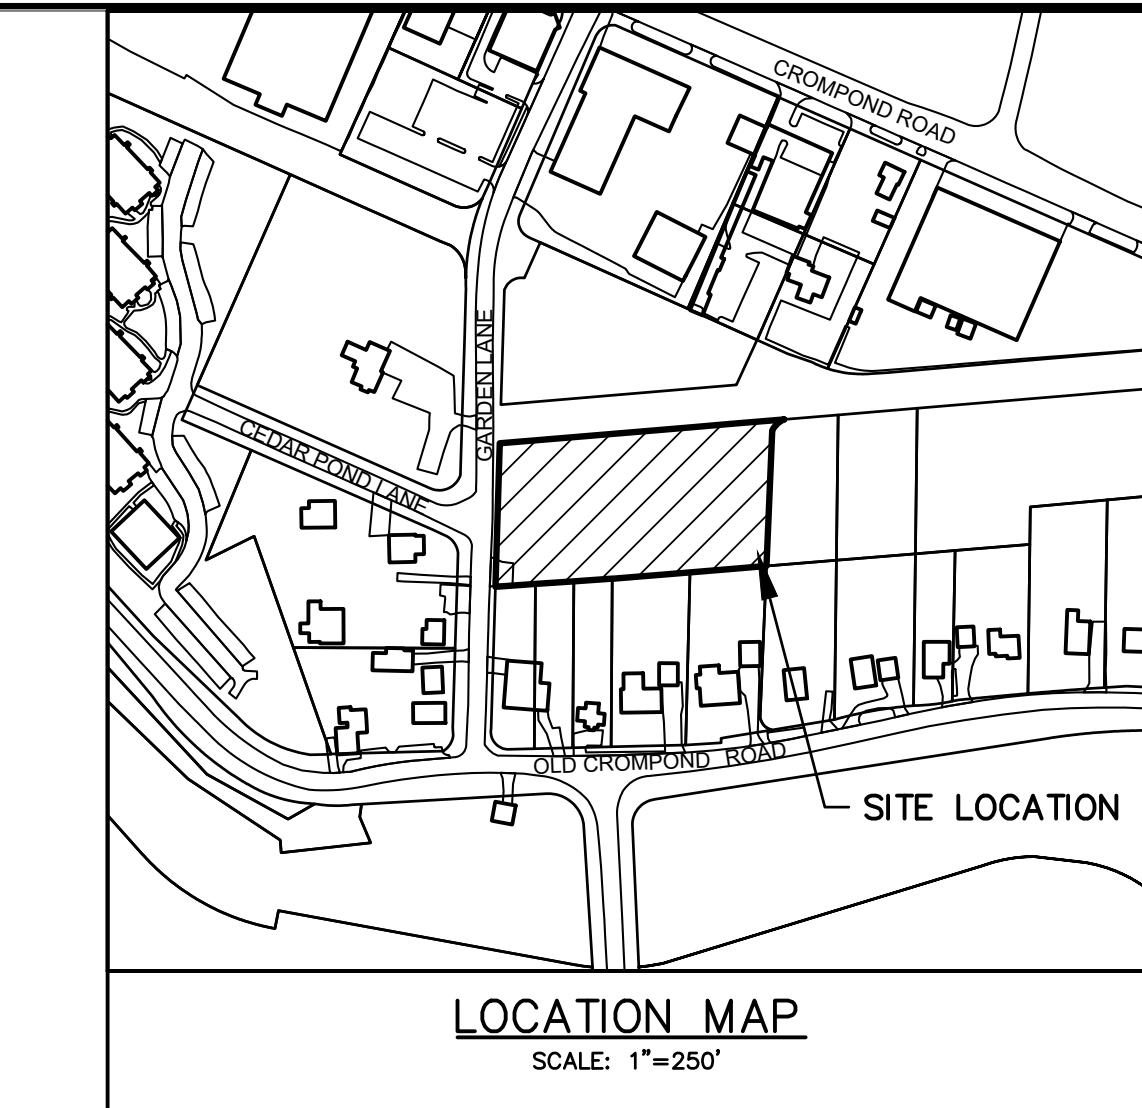 CROMPOND ROAD
GARDEN LANE
CEDAR POND LANE
OLD CROMPOND ROAD
SITE LOCATION
LOCATION MAP
SCALE: 1"=250'